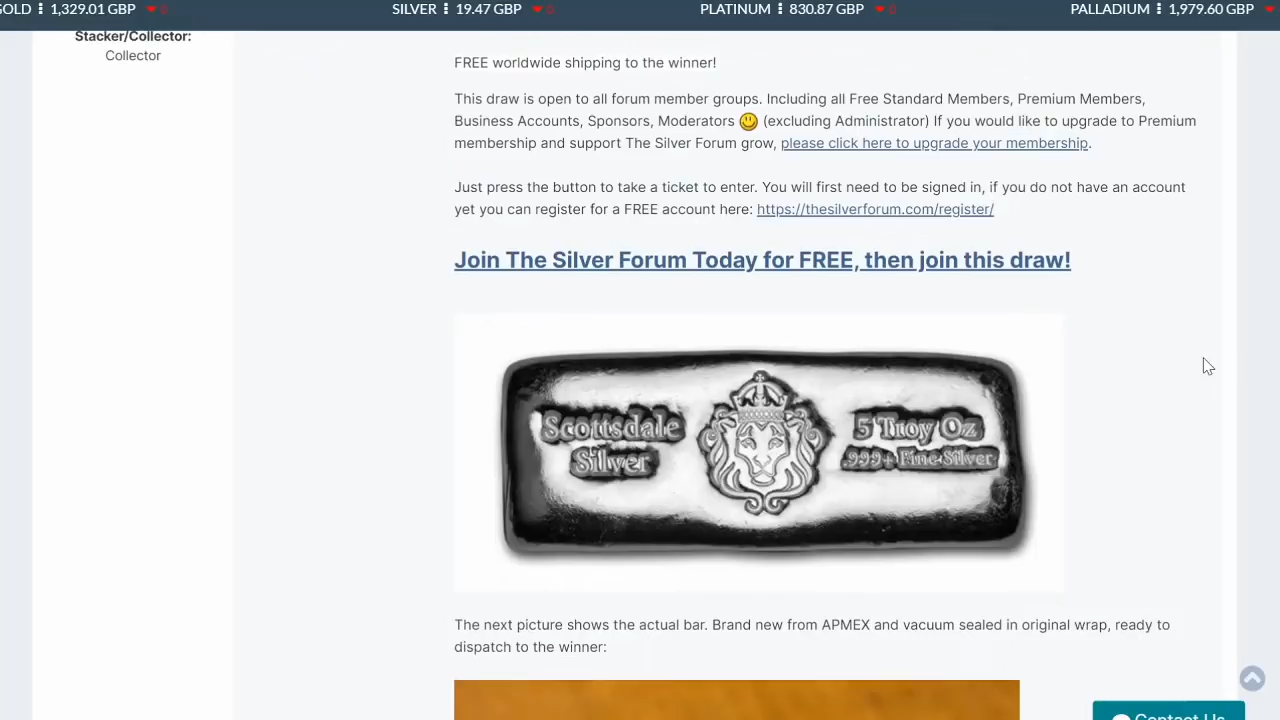 GOLD ⋮ 1,329.01 GBP ▼0 SILVER ⋮ 19.47 GBP ▼0 PLATINUM ⋮ 830.87 GBP ▼0 PALLADIUM ⋮ 1,979.60 GBP
Stacker/Collector:
Collector
FREE worldwide shipping to the winner!
This draw is open to all forum member groups. Including all Free Standard Members, Premium Members,
Business Accounts, Sponsors, Moderators (excluding Administrator) If you would like to upgrade to Premium
membership and support The Silver Forum grow, please click here to upgrade your membership.
Just press the button to take a ticket to enter. You will first need to be signed in, if you do not have an account
yet you can register for a FREE account here: https://thesilverforum.com/register/
Join The Silver Forum Today for FREE, then join this draw!
Scottsdale
Silver
5 Troy Oz
.999+ Fine Silver
The next picture shows the actual bar. Brand new from APMEX and vacuum sealed in original wrap, ready to
dispatch to the winner:
Contact Us